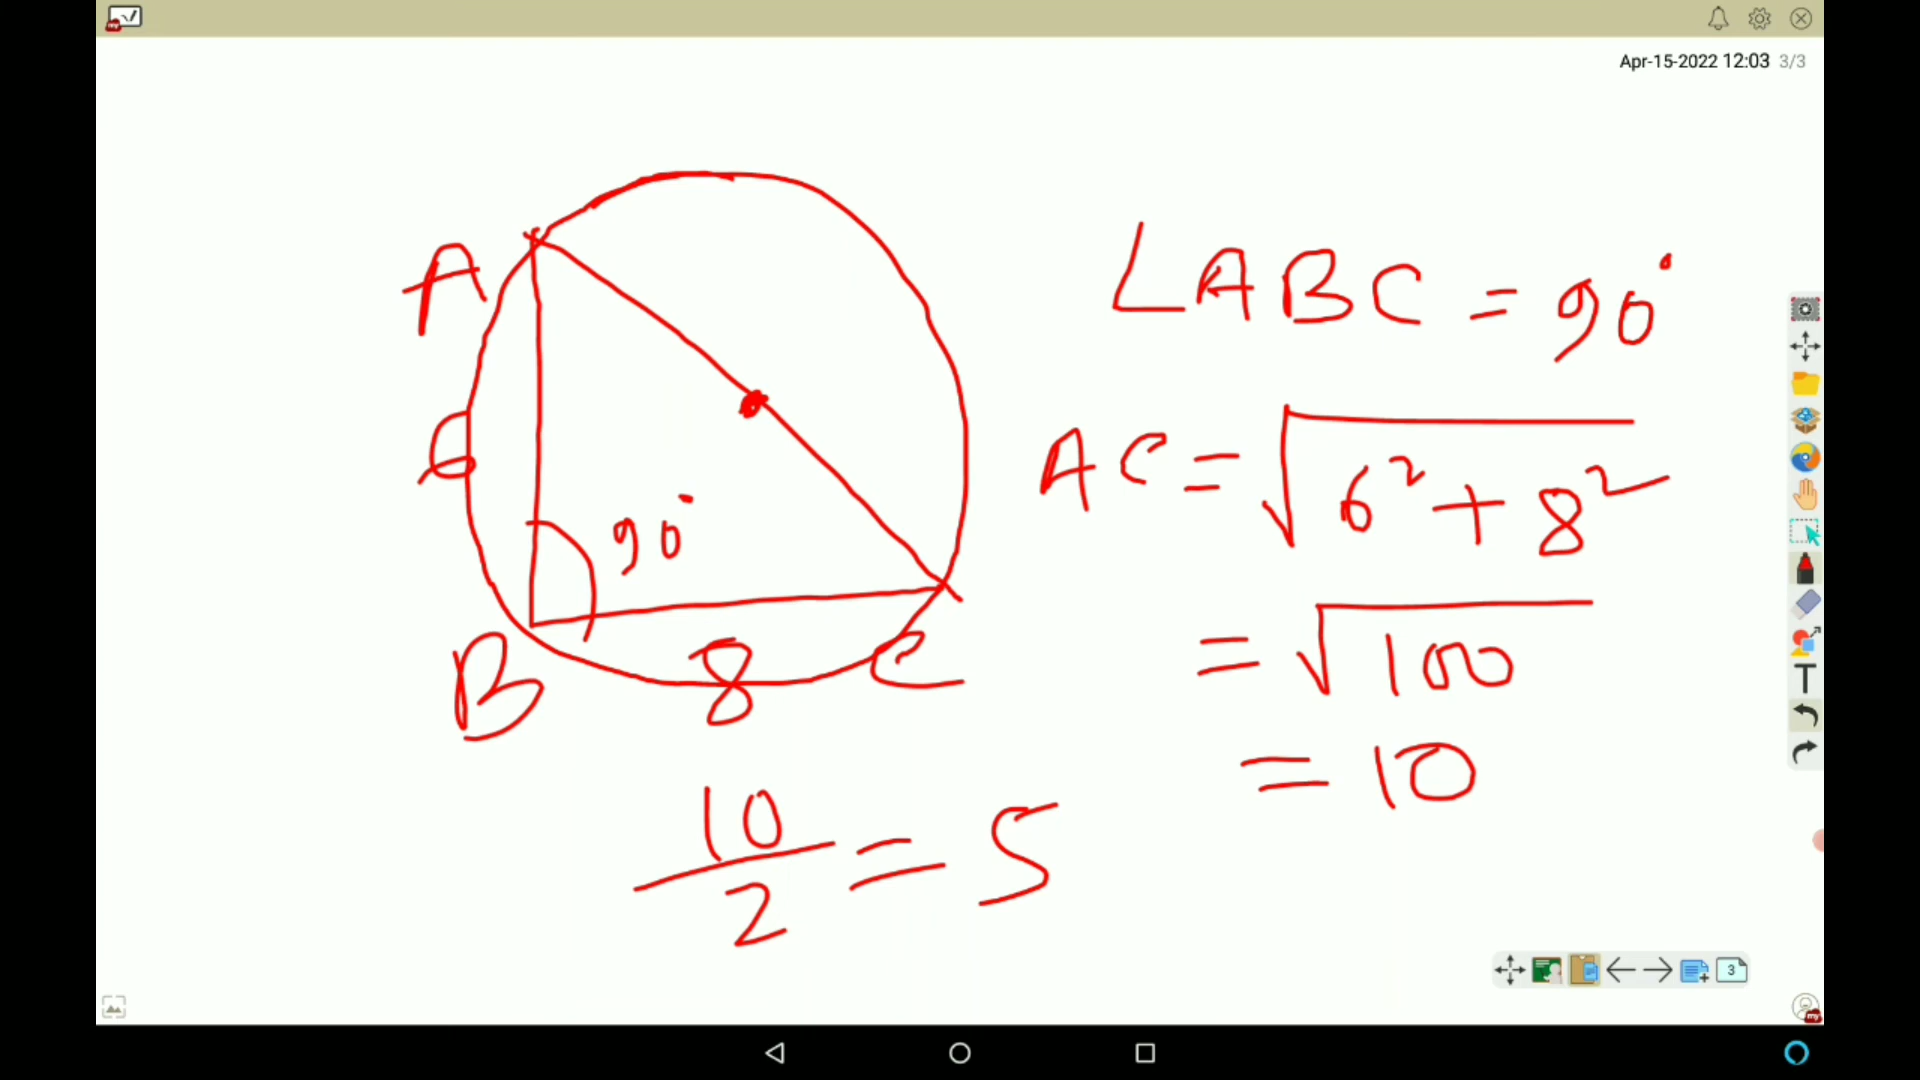 Apr-15-2022 12:03 3/3
A
∠ABC = 90°
6
AC = √6² + 8²
90°
B
8
C
= √100
= 10
10/2 = 5
3